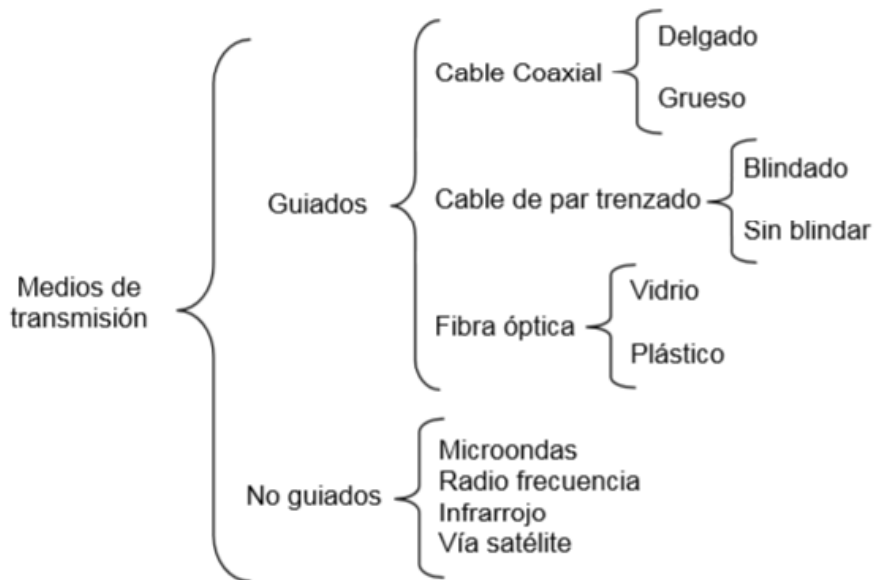 Medios de
transmisión
Guiados
Cable Coaxial
Delgado
Grueso
Cable de par trenzado
Blindado
Sin blindar
Fibra óptica
Vidrio
Plástico
No guiados
Microondas
Radio frecuencia
Infrarrojo
Vía satélite